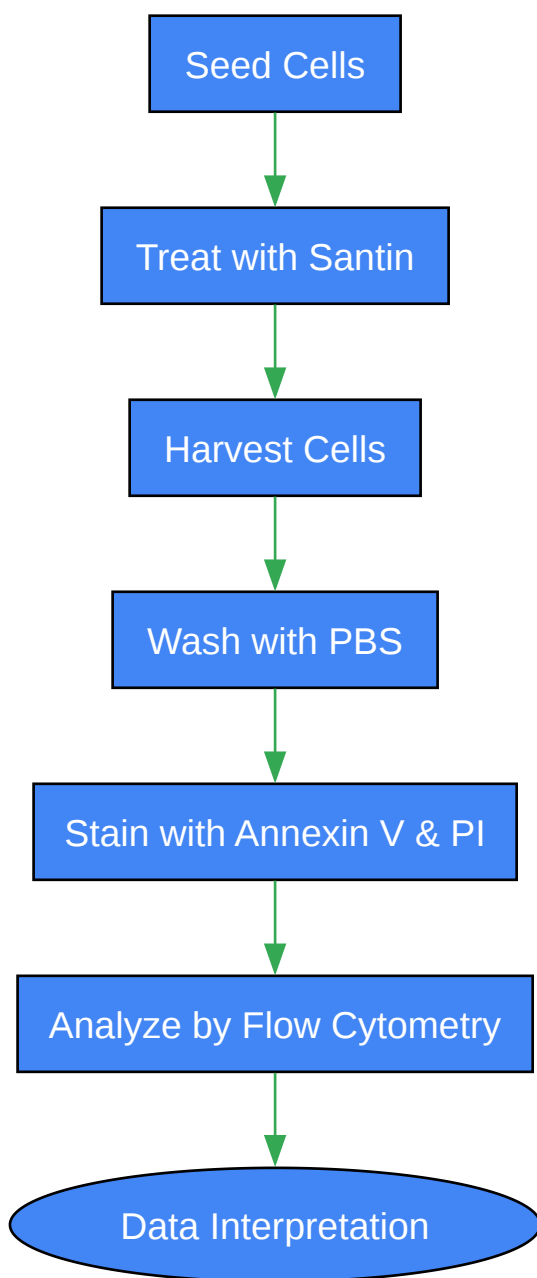 Seed Cells
Treat with Santin
Harvest Cells
Wash with PBS
Stain with Annexin V & PI
Analyze by Flow Cytometry
Data Interpretation